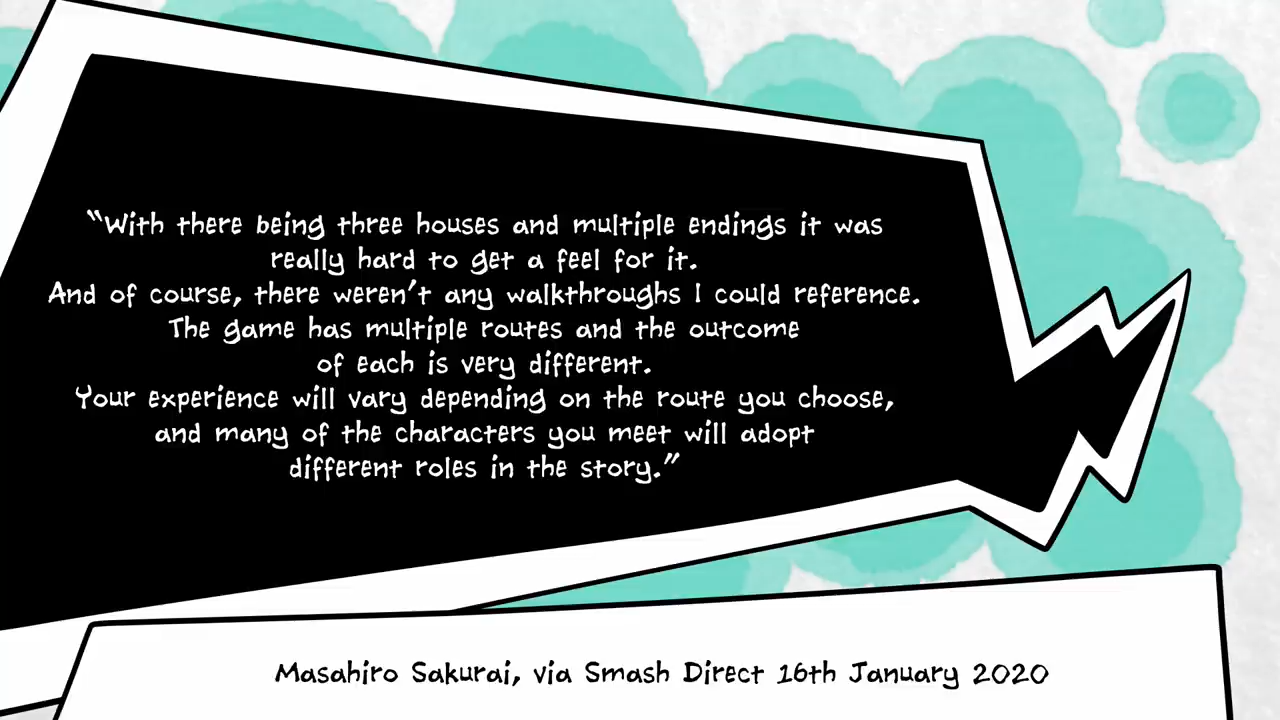 “With there being three houses and multiple endings it was
really hard to get a feel for it.
And of course, there weren't any walkthroughs I could reference.
The game has multiple routes and the outcome
of each is very different.
Your experience will vary depending on the route you choose,
and many of the characters you meet will adopt
different roles in the story.”
Masahiro Sakurai, via Smash Direct 16th January 2020